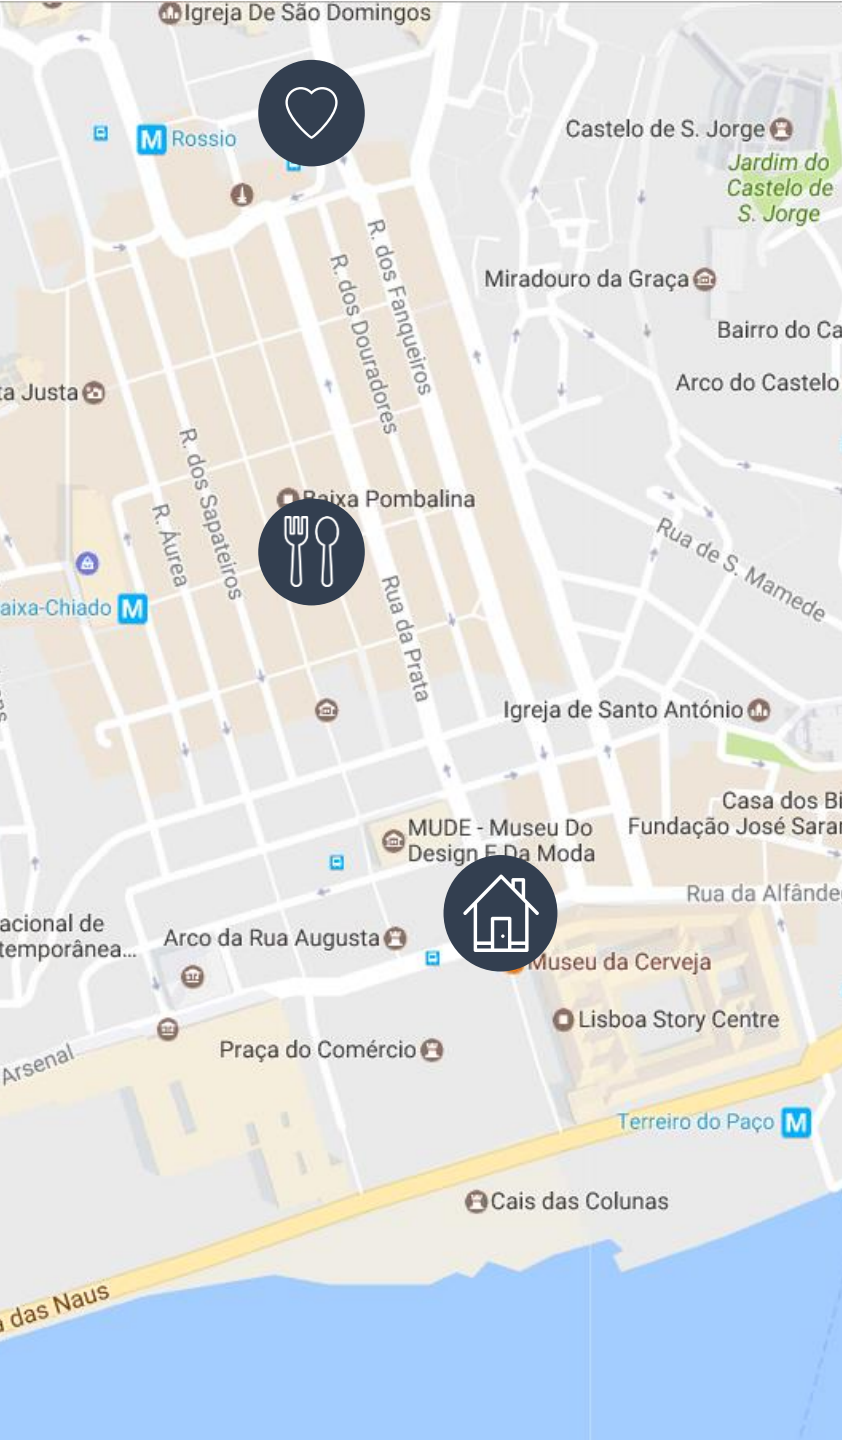 Igreja De São Domingos
M Rossio
Castelo de S. Jorge
Jardim do
Castelo de
S. Jorge
R. dos Fanqueiros
R. dos Douradores
Miradouro da Graça
Bairro do Ca
Arco do Castelo
ta Justa
R. dos Sapateiros
R. Áurea
Baixa Pombalina
Rua de S. Mamede
aixa-Chiado M
Rua da Prata
Igreja de Santo António
Casa dos Bi
Fundação José Sarar
MUDE - Museu Do
Design E Da Moda
Rua da Alfânde
acional de
temporânea...
Arco da Rua Augusta
Museu da Cerveja
Lisboa Story Centre
Praça do Comércio
Arsenal
Terreiro do Paço M
Cais das Colunas
a das Naus